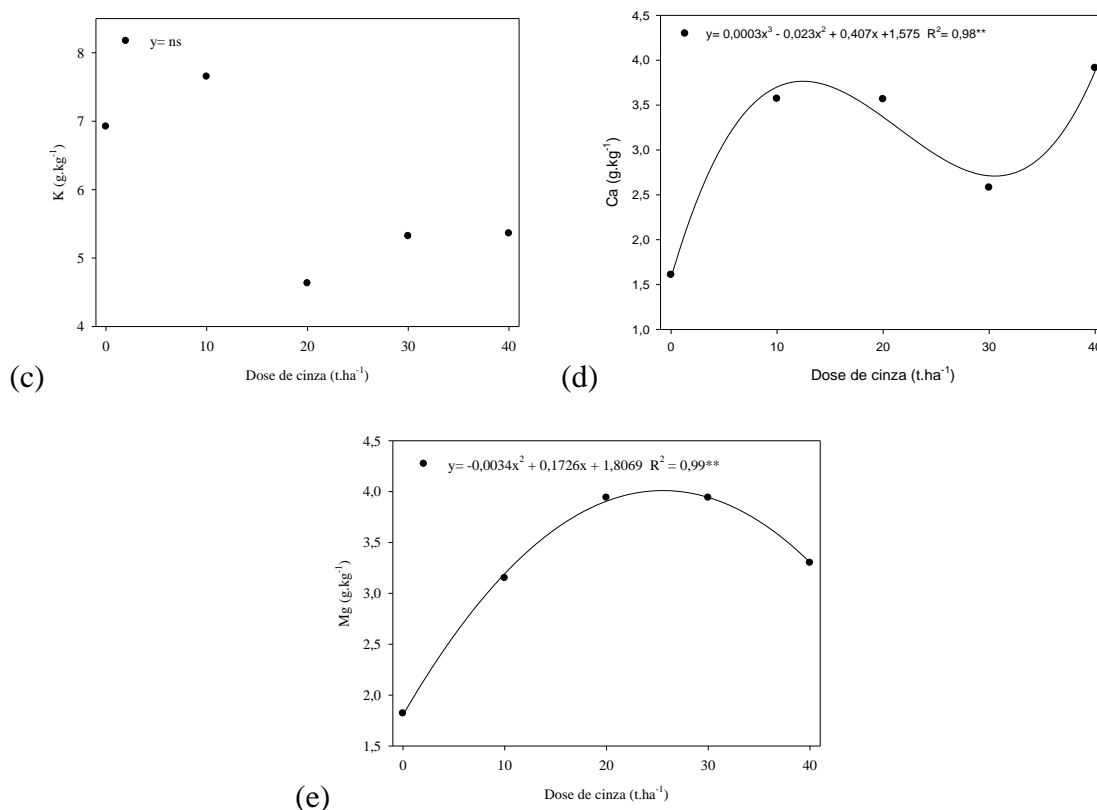 y= ns
8
7
6
5
4
K (g.kg⁻¹)
0 10 20 30 40
Dose de cinza (t.ha⁻¹)
(c)
y= 0,0003x³ - 0,023x² + 0,407x +1,575 R²= 0,98**
4,5
4,0
3,5
3,0
2,5
2,0
1,5
1,0
Ca (g.kg⁻¹)
0 10 20 30 40
Dose de cinza (t.ha⁻¹)
(d)
y= -0,0034x² + 0,1726x + 1,8069 R² = 0,99**
4,5
4,0
3,5
3,0
2,5
2,0
1,5
Mg (g.kg⁻¹)
0 10 20 30 40
Dose de cinza (t.ha⁻¹)
(e)